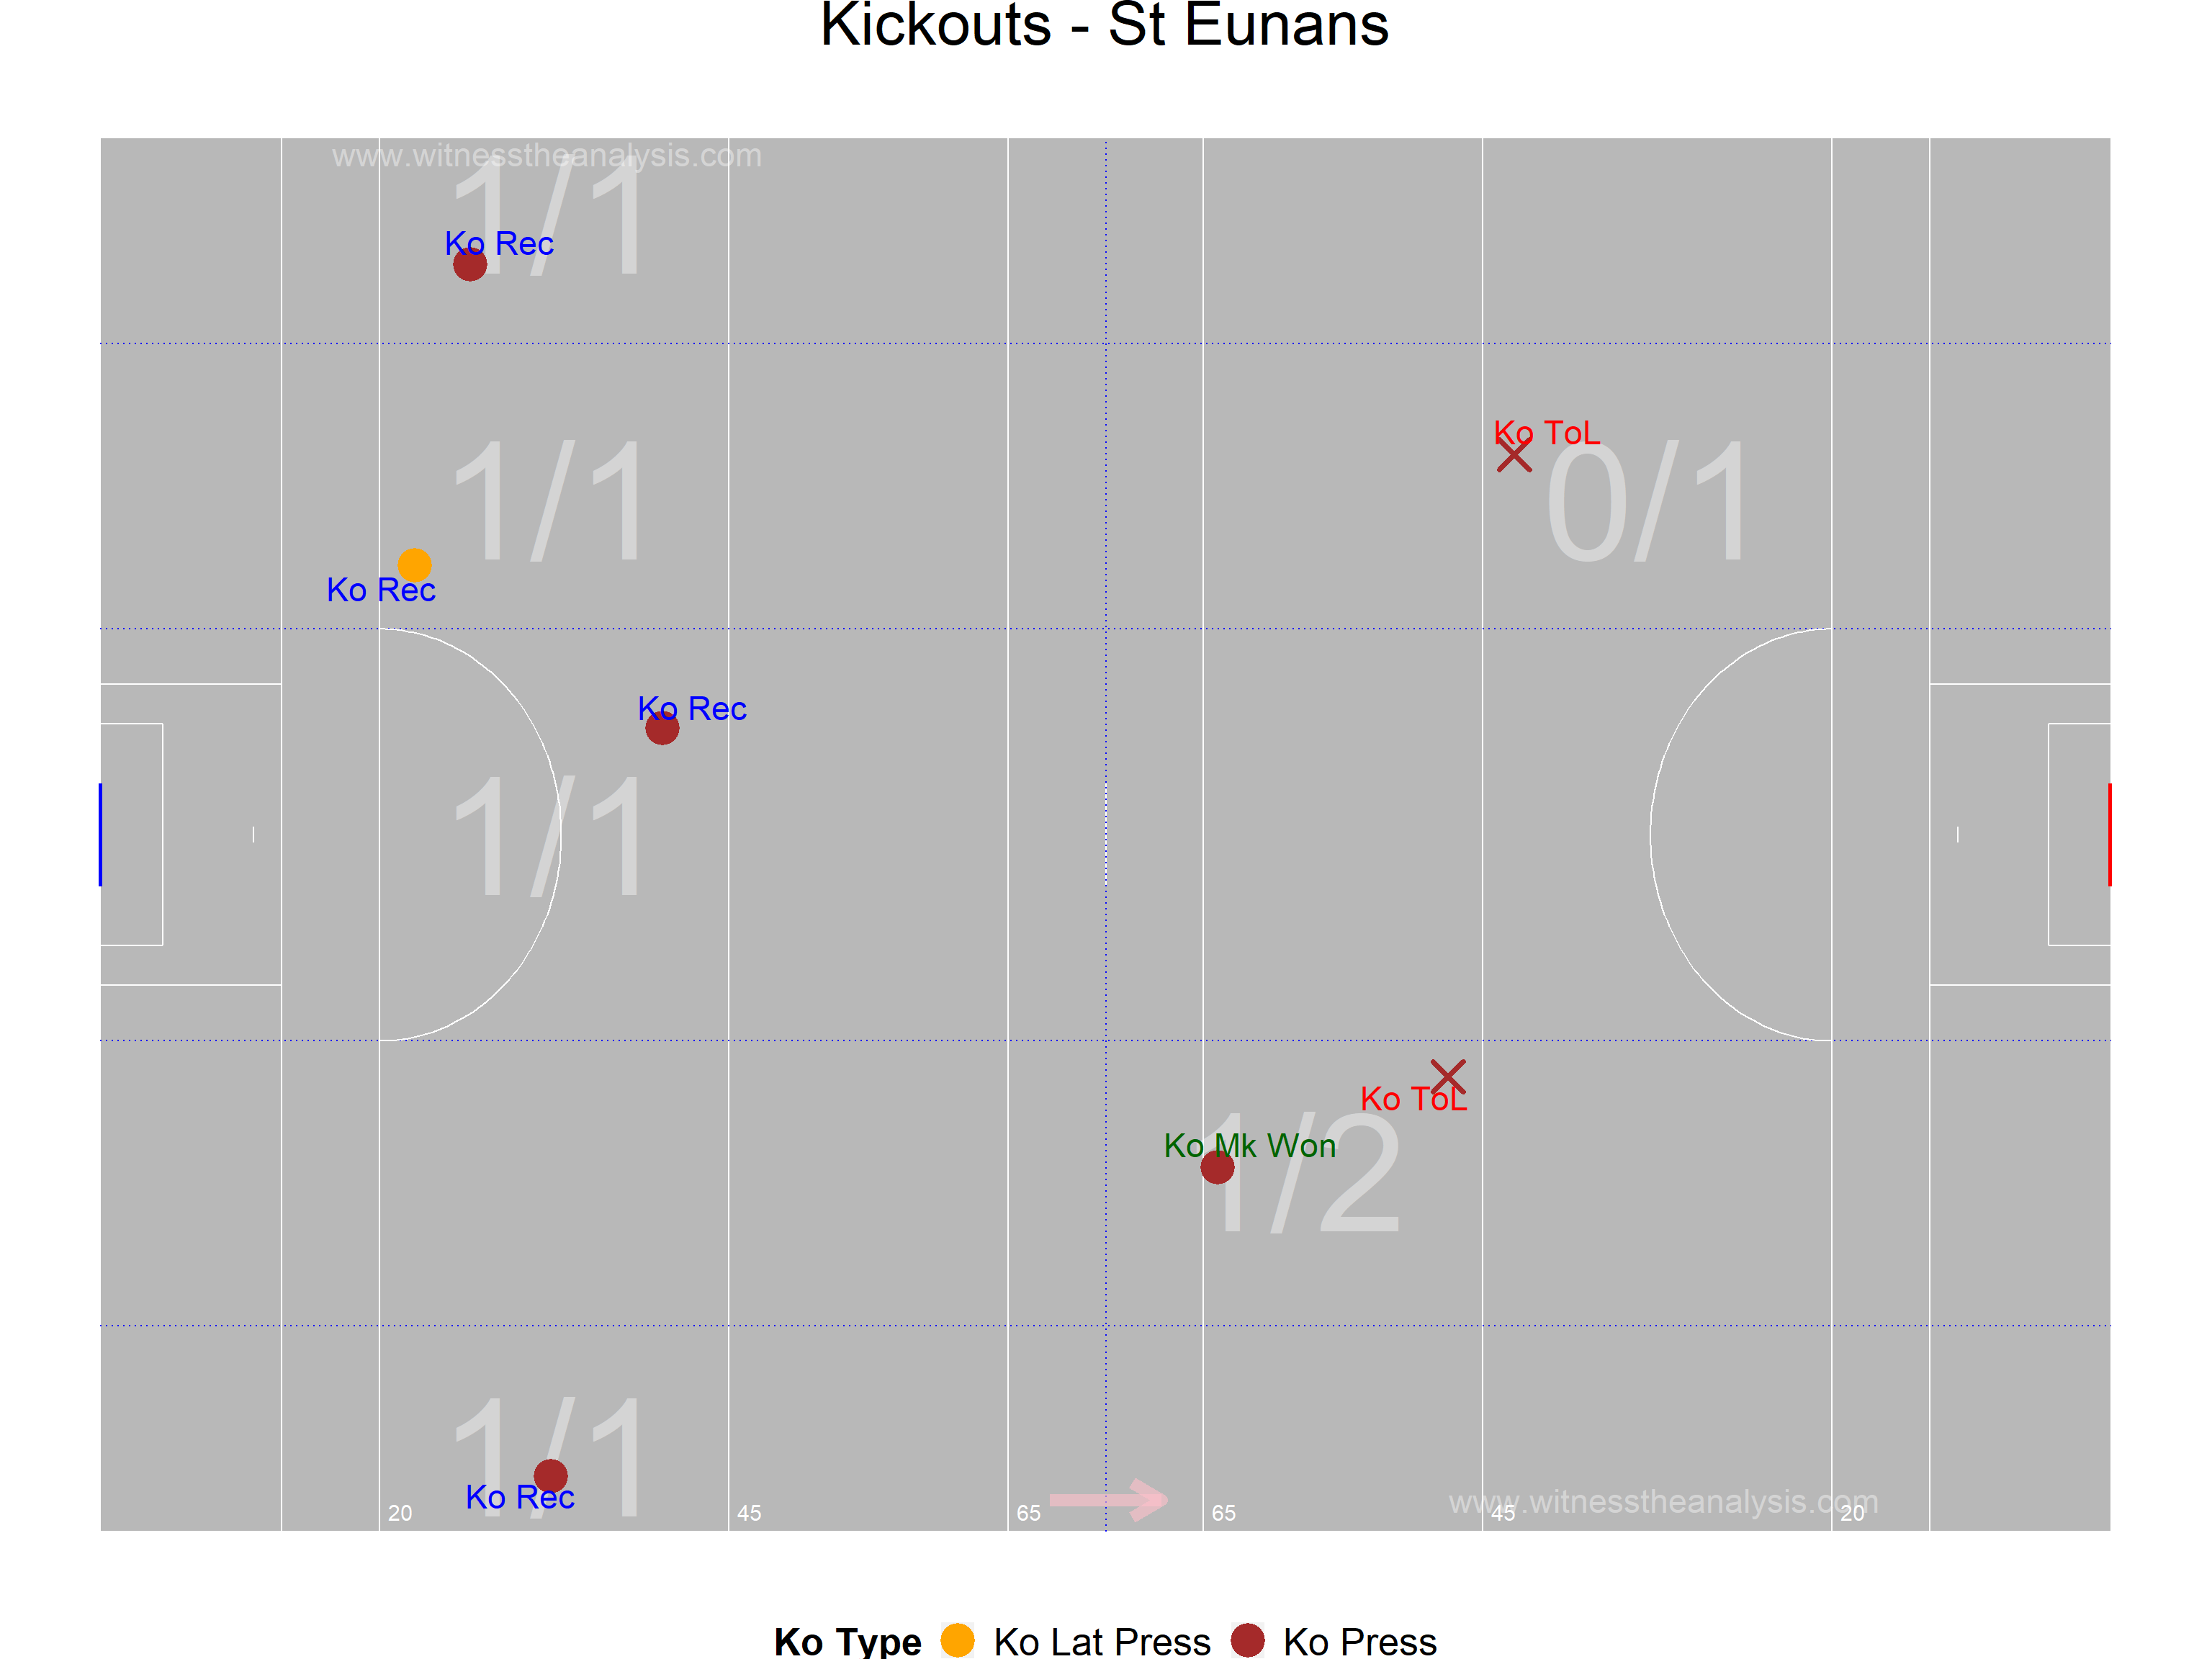 Kickouts - St Eunans
www.witnesstheanalysis.com
1/1
Ko Rec
Ko ToL
1/1
0/1
Ko Rec
Ko Rec
1/1
Ko ToL
Ko Mk Won
1/2
1/1
Ko Rec
www.witnesstheanalysis.com
20
45
65
65
45
20
Ko Type Ko Lat Press Ko Press